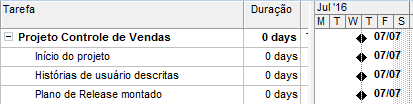 Tarefa Duração Jul '16
M T W T F S S
Projeto Controle de Vendas 0 days 07/07
Início do projeto 0 days 07/07
Histórias de usuário descritas 0 days 07/07
Plano de Release montado 0 days 07/07